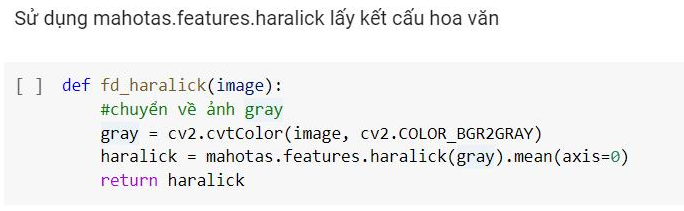 Sử dụng mahotas.features.haralick lấy kết cấu hoa văn
[ ] def fd_haralick(image):
#chuyển về ảnh gray
gray = cv2.cvtColor(image, cv2.COLOR_BGR2GRAY)
haralick = mahotas.features.haralick(gray).mean(axis=0)
return haralick